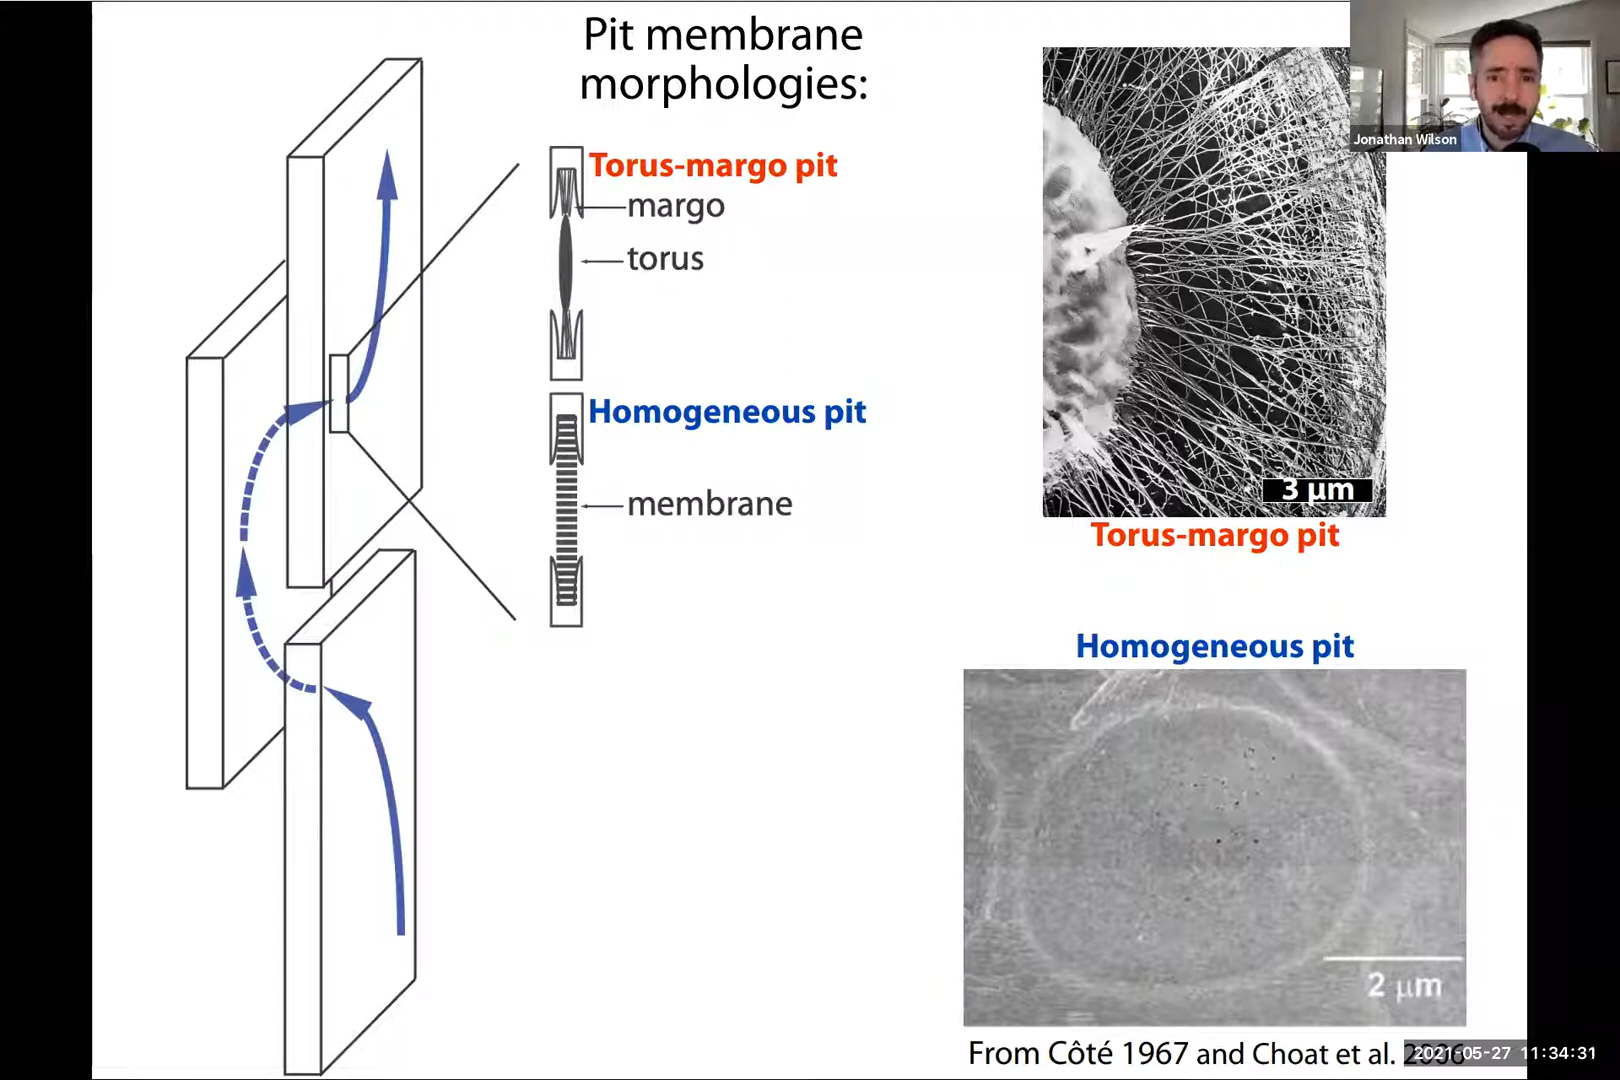 Pit membrane
morphologies:
Torus-margo pit
margo
torus
Homogeneous pit
membrane
Jonathan Wilson
3 μm
Torus-margo pit
Homogeneous pit
2 μm
From Côté 1967 and Choat et al.
2021-05-27 11:34:31